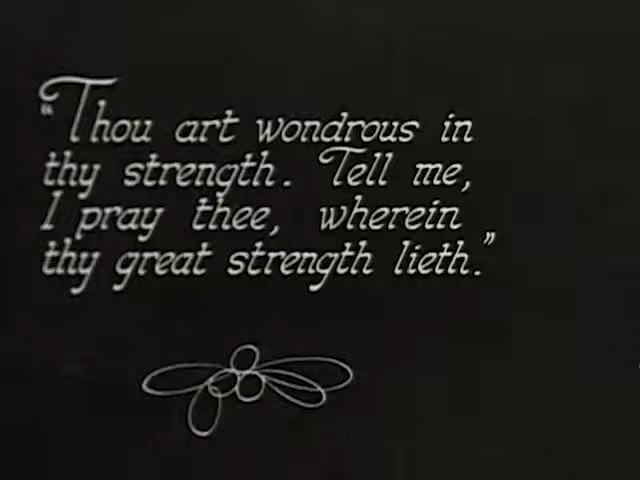 "Thou art wondrous in
thy strength. Tell me,
I pray thee, wherein
thy great strength lieth."